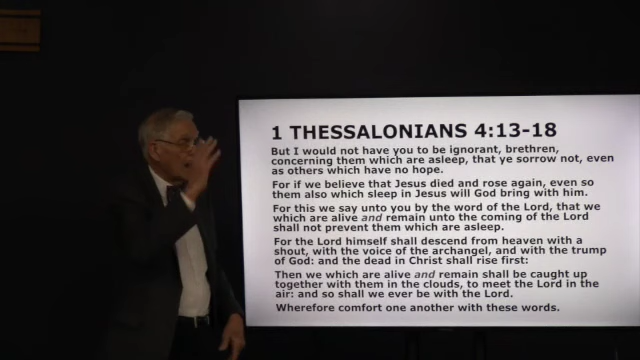 1 THESSALONIANS 4:13-18
But I would not have you to be ignorant, brethren,
concerning them which are asleep, that ye sorrow not, even
as others which have no hope.
For if we believe that Jesus died and rose again, even so
them also which sleep in Jesus will God bring with him.
For this we say unto you by the word of the Lord, that we
which are alive and remain unto the coming of the Lord
shall not prevent them which are asleep.
For the Lord himself shall descend from heaven with a
shout, with the voice of the archangel, and with the trump
of God: and the dead in Christ shall rise first:
Then we which are alive and remain shall be caught up
together with them in the clouds, to meet the Lord in the
air: and so shall we ever be with the Lord.
Wherefore comfort one another with these words.